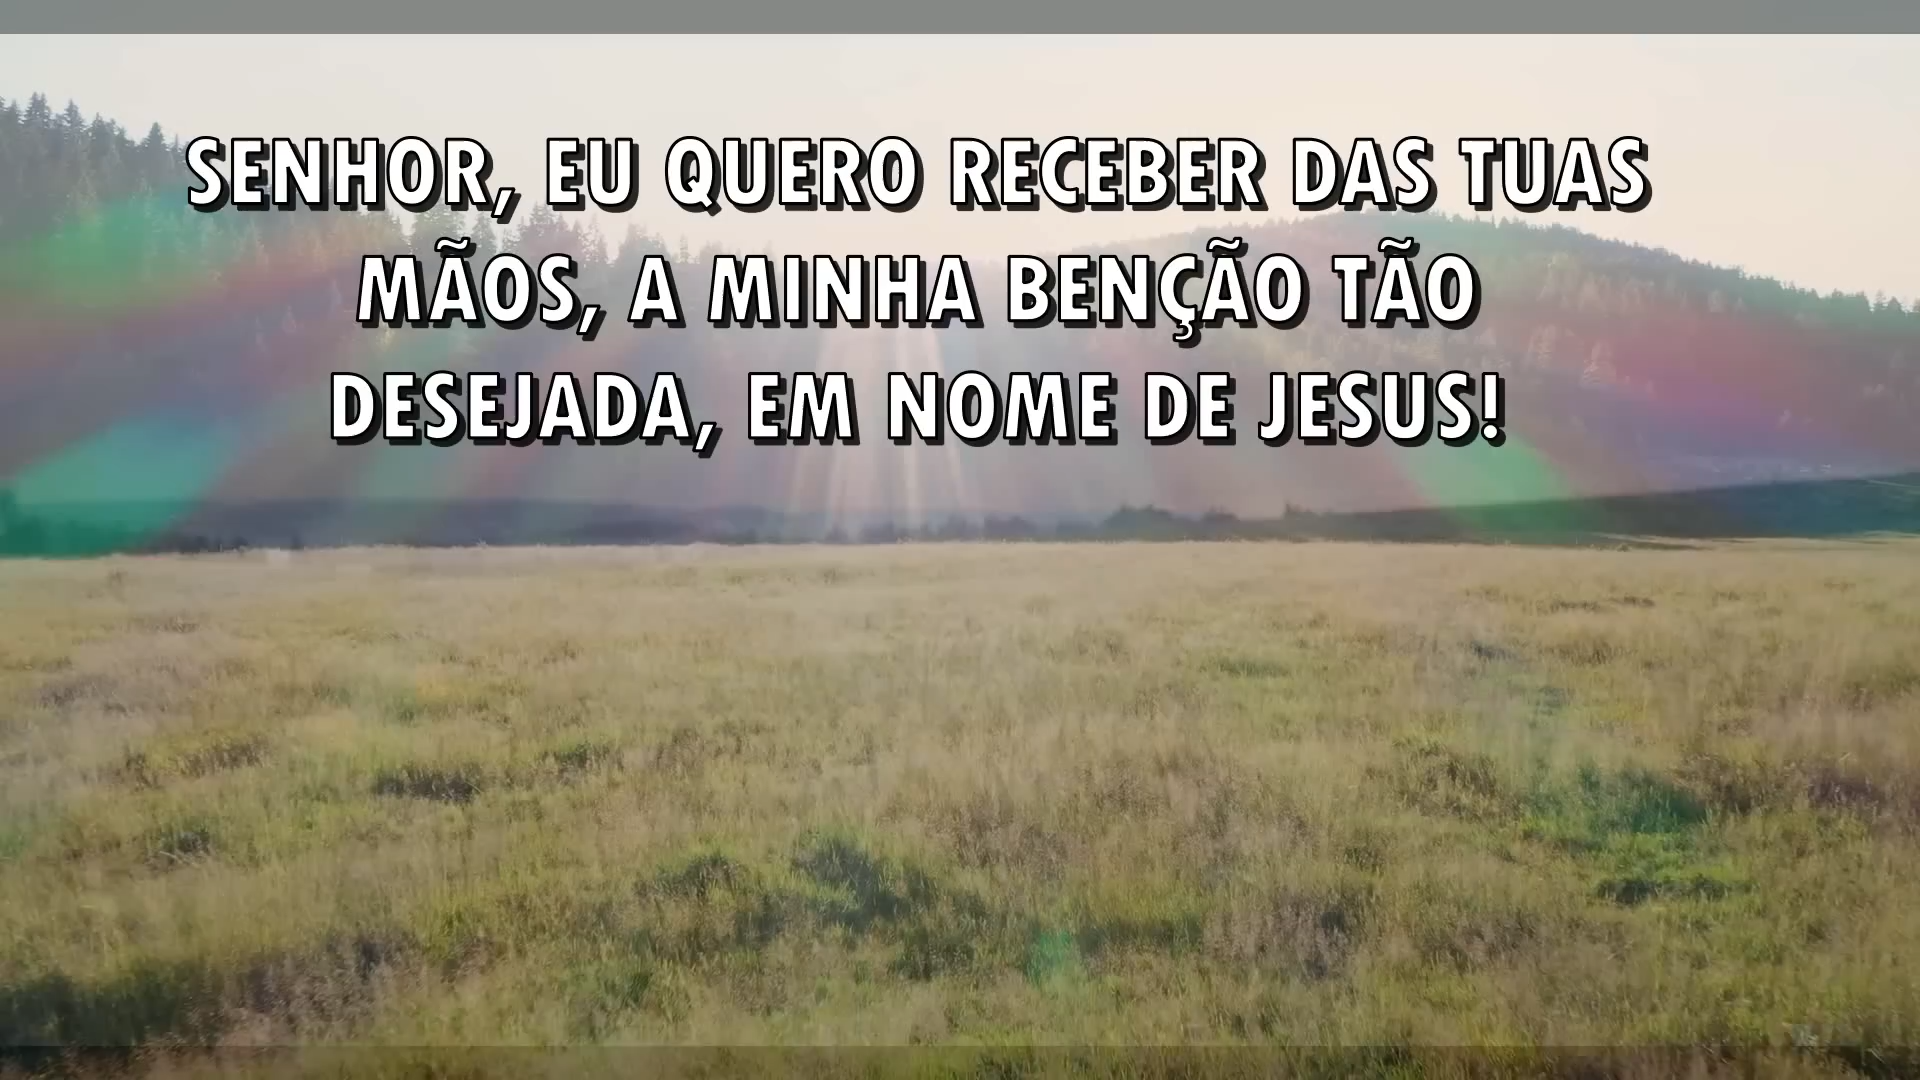 SENHOR, EU QUERO RECEBER DAS TUAS
MÃOS, A MINHA BENÇÃO TÃO
DESEJADA, EM NOME DE JESUS!